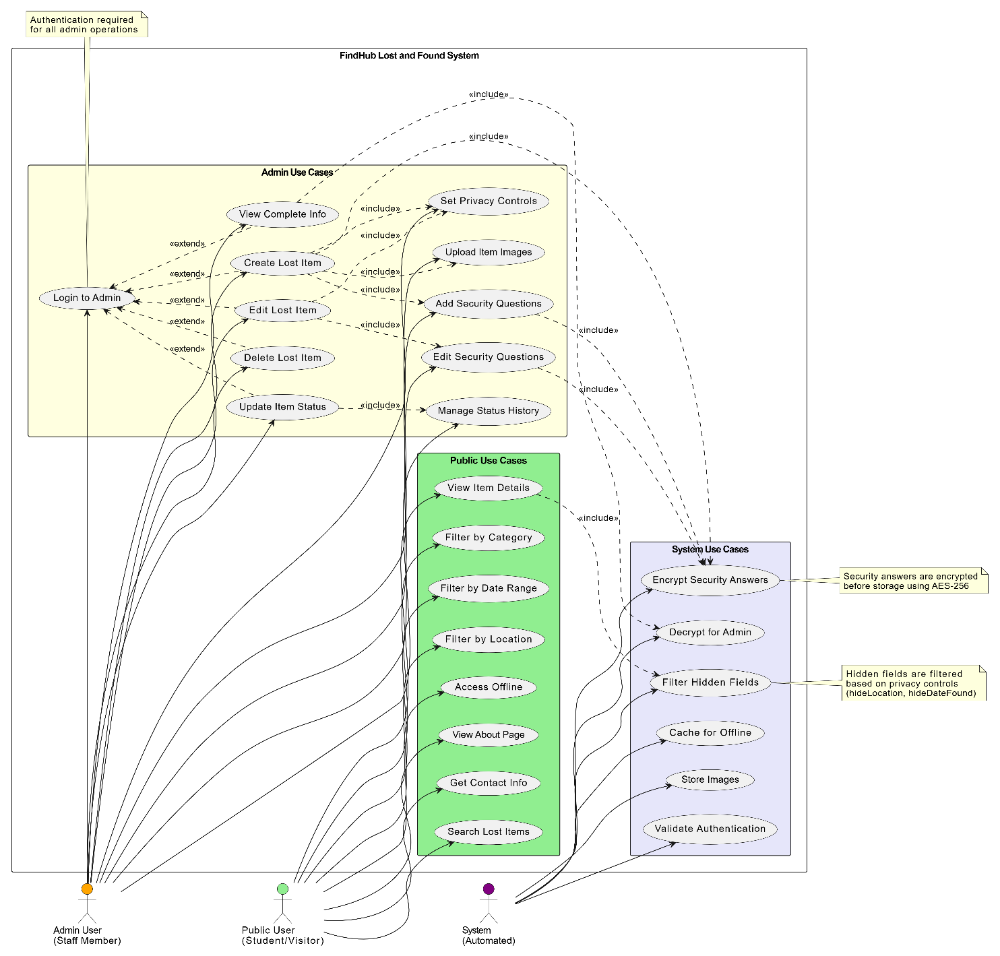 Authentication required
for all admin operations
FindHub Lost and Found System
«include»
«include»
Admin Use Cases
View Complete Info
«include»
Set Privacy Controls
«include»
«extend»
Create Lost Item
Upload Item Images
«extend»
«include»
«include»
Login to Admin
«extend»
Edit Lost Item
Add Security Questions
«extend»
«include»
«include»
«extend»
Delete Lost Item
Edit Security Questions
«include»
Update Item Status
«include»
Manage Status History
Public Use Cases
View Item Details
«include»
Filter by Category
Filter by Date Range
Filter by Location
Access Offline
View About Page
Get Contact Info
Search Lost Items
System Use Cases
Encrypt Security Answers
Security answers are encrypted
before storage using AES-256
Decrypt for Admin
Filter Hidden Fields
Hidden fields are filtered
based on privacy controls
(hideLocation, hideDateFound)
Cache for Offline
Store Images
Validate Authentication
Admin User
(Staff Member)
Public User
(Student/Visitor)
System
(Automated)